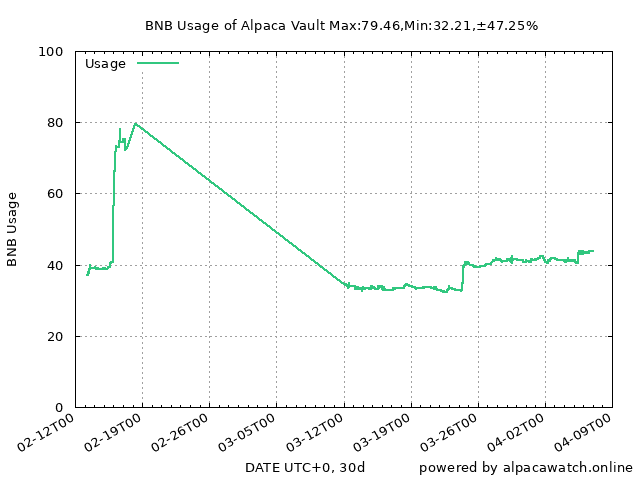 BNB Usage of Alpaca Vault Max:79.46,Min:32.21,±47.25%
Usage
BNB Usage
100
80
60
40
20
0
02-12T00 02-19T00 02-26T00 03-05T00 03-12T00 03-19T00 03-26T00 04-02T00 04-09T00
DATE UTC+0, 30d
powered by alpacawatch.online